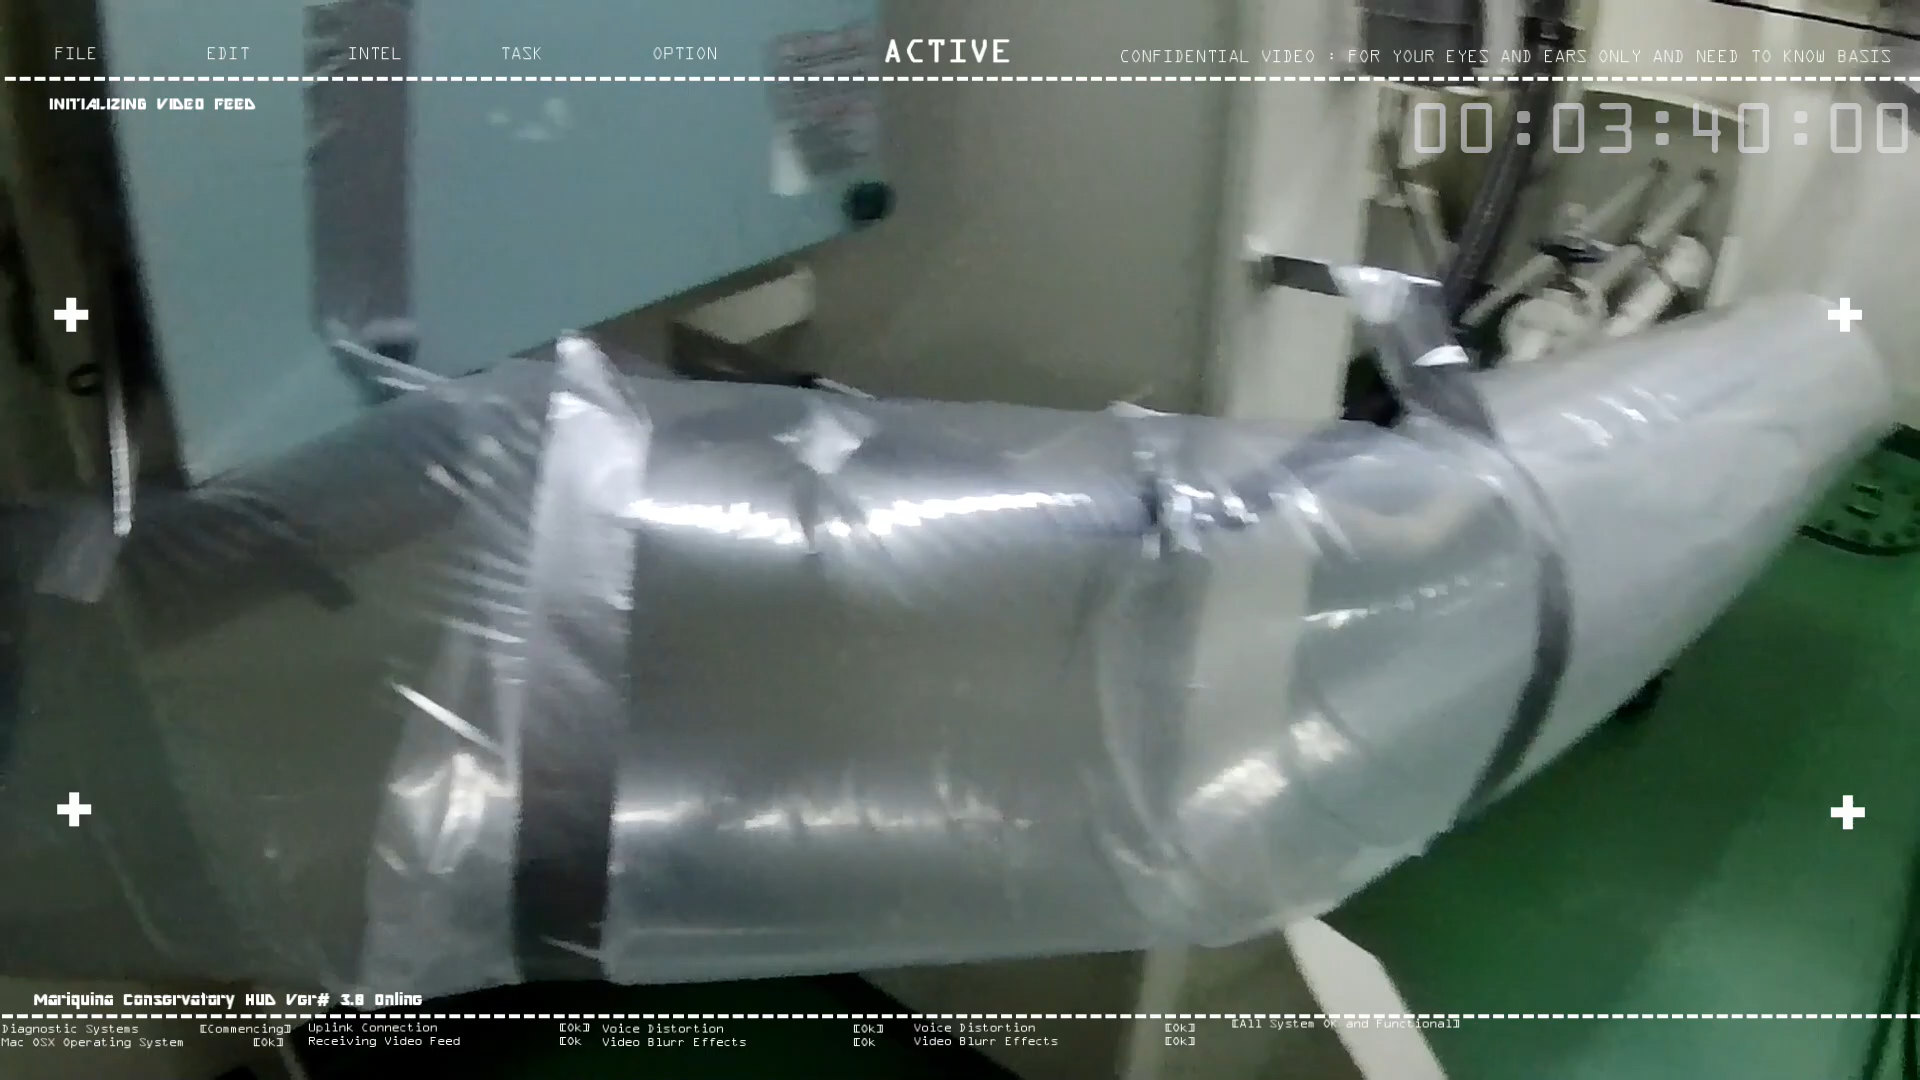 FILE EDIT INTEL TASK OPTION ACTIVE CONFIDENTIAL VIDEO : FOR YOUR EYES AND EARS ONLY AND NEED TO KNOW BASIS
INITIALIZING VIDEO FEED
00:03:40:00
Mariquina Conservatory HUD Ver# 3.8 Online
Diagnostic Systems [Commencing] Uplink Connection [Ok] Voice Distortion [Ok] Voice Distortion [Ok] [All System OK and Functional]
Mac OSX Operating System [Ok] Receiving Video Feed [Ok Video Blurr Effects [Ok Video Blurr Effects [Ok]